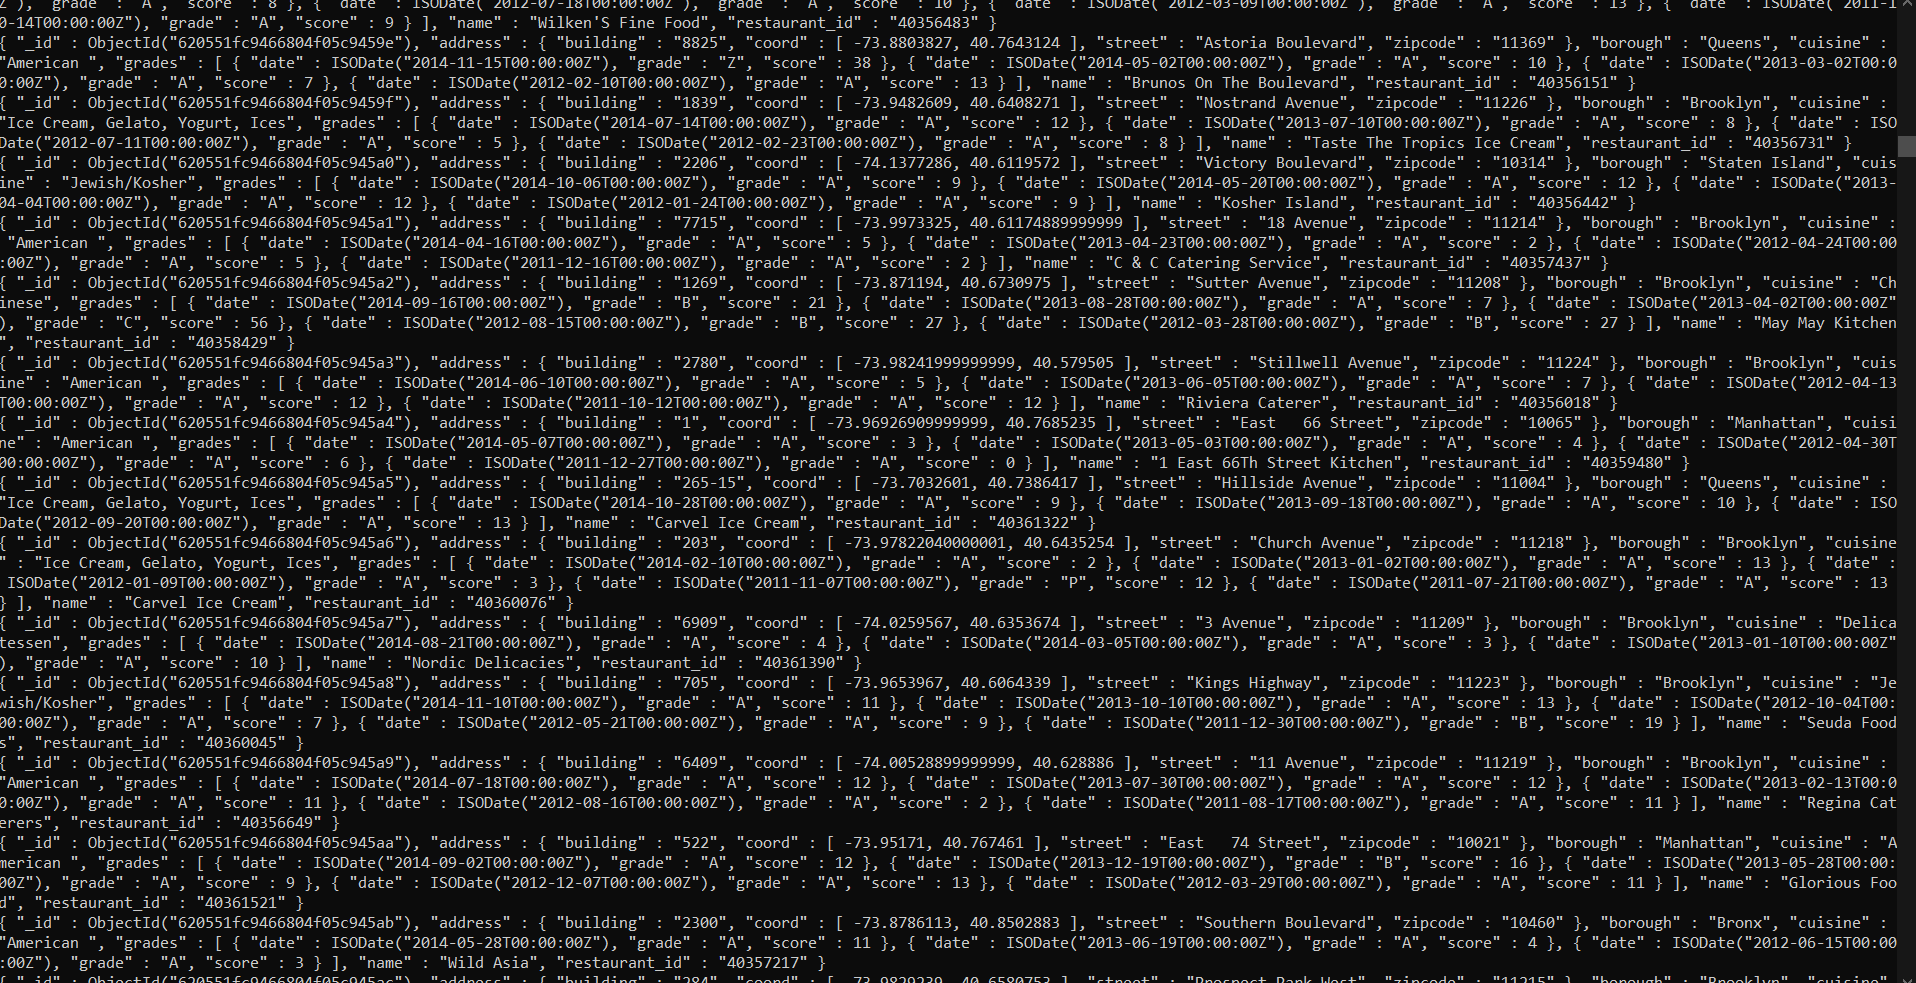 Z"), "grade" : "A", "score" : 8 }, { "date" : ISODate("2012-07-18T00:00:00Z"), "grade" : "A", "score" : 10 }, { "date" : ISODate("2012-03-09T00:00:00Z"), "grade" : "A", "score" : 13 }, { "date" : ISODate("2011-1
0-14T00:00:00Z"), "grade" : "A", "score" : 9 } ], "name" : "Wilken'S Fine Food", "restaurant_id" : "40356483" }
{ "_id" : ObjectId("620551fc9466804f05c9459e"), "address" : { "building" : "8825", "coord" : [ -73.8803827, 40.7643124 ], "street" : "Astoria Boulevard", "zipcode" : "11369" }, "borough" : "Queens", "cuisine" :
"American ", "grades" : [ { "date" : ISODate("2014-11-15T00:00:00Z"), "grade" : "Z", "score" : 38 }, { "date" : ISODate("2014-05-02T00:00:00Z"), "grade" : "A", "score" : 10 }, { "date" : ISODate("2013-03-02T00:0
0:00Z"), "grade" : "A", "score" : 7 }, { "date" : ISODate("2012-02-10T00:00:00Z"), "grade" : "A", "score" : 13 } ], "name" : "Brunos On The Boulevard", "restaurant_id" : "40356151" }
{ "_id" : ObjectId("620551fc9466804f05c9459f"), "address" : { "building" : "1839", "coord" : [ -73.9482609, 40.6408271 ], "street" : "Nostrand Avenue", "zipcode" : "11226" }, "borough" : "Brooklyn", "cuisine" :
"Ice Cream, Gelato, Yogurt, Ices", "grades" : [ { "date" : ISODate("2014-07-14T00:00:00Z"), "grade" : "A", "score" : 12 }, { "date" : ISODate("2013-07-10T00:00:00Z"), "grade" : "A", "score" : 8 }, { "date" : ISO
Date("2012-07-11T00:00:00Z"), "grade" : "A", "score" : 5 }, { "date" : ISODate("2012-02-23T00:00:00Z"), "grade" : "A", "score" : 8 } ], "name" : "Taste The Tropics Ice Cream", "restaurant_id" : "40356731" }
{ "_id" : ObjectId("620551fc9466804f05c945a0"), "address" : { "building" : "2206", "coord" : [ -74.1377286, 40.6119572 ], "street" : "Victory Boulevard", "zipcode" : "10314" }, "borough" : "Staten Island", "cuis
ine" : "Jewish/Kosher", "grades" : [ { "date" : ISODate("2014-10-06T00:00:00Z"), "grade" : "A", "score" : 9 }, { "date" : ISODate("2014-05-20T00:00:00Z"), "grade" : "A", "score" : 12 }, { "date" : ISODate("2013-
04-04T00:00:00Z"), "grade" : "A", "score" : 12 }, { "date" : ISODate("2012-01-24T00:00:00Z"), "grade" : "A", "score" : 9 } ], "name" : "Kosher Island", "restaurant_id" : "40356442" }
{ "_id" : ObjectId("620551fc9466804f05c945a1"), "address" : { "building" : "7715", "coord" : [ -73.9973325, 40.61174889999999 ], "street" : "18 Avenue", "zipcode" : "11214" }, "borough" : "Brooklyn", "cuisine" :
"American ", "grades" : [ { "date" : ISODate("2014-04-16T00:00:00Z"), "grade" : "A", "score" : 5 }, { "date" : ISODate("2013-04-23T00:00:00Z"), "grade" : "A", "score" : 2 }, { "date" : ISODate("2012-04-24T00:00
:00Z"), "grade" : "A", "score" : 5 }, { "date" : ISODate("2011-12-16T00:00:00Z"), "grade" : "A", "score" : 2 } ], "name" : "C & C Catering Service", "restaurant_id" : "40357437" }
{ "_id" : ObjectId("620551fc9466804f05c945a2"), "address" : { "building" : "1269", "coord" : [ -73.871194, 40.6730975 ], "street" : "Sutter Avenue", "zipcode" : "11208" }, "borough" : "Brooklyn", "cuisine" : "Ch
inese", "grades" : [ { "date" : ISODate("2014-09-16T00:00:00Z"), "grade" : "B", "score" : 21 }, { "date" : ISODate("2013-08-28T00:00:00Z"), "grade" : "A", "score" : 7 }, { "date" : ISODate("2013-04-02T00:00:00Z"
), "grade" : "C", "score" : 56 }, { "date" : ISODate("2012-08-15T00:00:00Z"), "grade" : "B", "score" : 27 }, { "date" : ISODate("2012-03-28T00:00:00Z"), "grade" : "B", "score" : 27 } ], "name" : "May May Kitchen
", "restaurant_id" : "40358429" }
{ "_id" : ObjectId("620551fc9466804f05c945a3"), "address" : { "building" : "2780", "coord" : [ -73.98241999999999, 40.579505 ], "street" : "Stillwell Avenue", "zipcode" : "11224" }, "borough" : "Brooklyn", "cuis
ine" : "American ", "grades" : [ { "date" : ISODate("2014-06-10T00:00:00Z"), "grade" : "A", "score" : 5 }, { "date" : ISODate("2013-06-05T00:00:00Z"), "grade" : "A", "score" : 7 }, { "date" : ISODate("2012-04-13
T00:00:00Z"), "grade" : "A", "score" : 12 }, { "date" : ISODate("2011-10-12T00:00:00Z"), "grade" : "A", "score" : 12 } ], "name" : "Riviera Caterer", "restaurant_id" : "40356018" }
{ "_id" : ObjectId("620551fc9466804f05c945a4"), "address" : { "building" : "1", "coord" : [ -73.96926909999999, 40.7685235 ], "street" : "East   66 Street", "zipcode" : "10065" }, "borough" : "Manhattan", "cuisi
ne" : "American ", "grades" : [ { "date" : ISODate("2014-05-07T00:00:00Z"), "grade" : "A", "score" : 3 }, { "date" : ISODate("2013-05-03T00:00:00Z"), "grade" : "A", "score" : 4 }, { "date" : ISODate("2012-04-30T
00:00:00Z"), "grade" : "A", "score" : 6 }, { "date" : ISODate("2011-12-27T00:00:00Z"), "grade" : "A", "score" : 0 } ], "name" : "1 East 66Th Street Kitchen", "restaurant_id" : "40359480" }
{ "_id" : ObjectId("620551fc9466804f05c945a5"), "address" : { "building" : "265-15", "coord" : [ -73.7032601, 40.7386417 ], "street" : "Hillside Avenue", "zipcode" : "11004" }, "borough" : "Queens", "cuisine" :
"Ice Cream, Gelato, Yogurt, Ices", "grades" : [ { "date" : ISODate("2014-10-28T00:00:00Z"), "grade" : "A", "score" : 9 }, { "date" : ISODate("2013-09-18T00:00:00Z"), "grade" : "A", "score" : 10 }, { "date" : ISO
Date("2012-09-20T00:00:00Z"), "grade" : "A", "score" : 13 } ], "name" : "Carvel Ice Cream", "restaurant_id" : "40361322" }
{ "_id" : ObjectId("620551fc9466804f05c945a6"), "address" : { "building" : "203", "coord" : [ -73.97822040000001, 40.6435254 ], "street" : "Church Avenue", "zipcode" : "11218" }, "borough" : "Brooklyn", "cuisine
" : "Ice Cream, Gelato, Yogurt, Ices", "grades" : [ { "date" : ISODate("2014-02-10T00:00:00Z"), "grade" : "A", "score" : 2 }, { "date" : ISODate("2013-01-02T00:00:00Z"), "grade" : "A", "score" : 13 }, { "date" :
ISODate("2012-01-09T00:00:00Z"), "grade" : "A", "score" : 3 }, { "date" : ISODate("2011-11-07T00:00:00Z"), "grade" : "P", "score" : 12 }, { "date" : ISODate("2011-07-21T00:00:00Z"), "grade" : "A", "score" : 13
} ], "name" : "Carvel Ice Cream", "restaurant_id" : "40360076" }
{ "_id" : ObjectId("620551fc9466804f05c945a7"), "address" : { "building" : "6909", "coord" : [ -74.0259567, 40.6353674 ], "street" : "3 Avenue", "zipcode" : "11209" }, "borough" : "Brooklyn", "cuisine" : "Delica
tessen", "grades" : [ { "date" : ISODate("2014-08-21T00:00:00Z"), "grade" : "A", "score" : 4 }, { "date" : ISODate("2014-03-05T00:00:00Z"), "grade" : "A", "score" : 3 }, { "date" : ISODate("2013-01-10T00:00:00Z"
), "grade" : "A", "score" : 10 } ], "name" : "Nordic Delicacies", "restaurant_id" : "40361390" }
{ "_id" : ObjectId("620551fc9466804f05c945a8"), "address" : { "building" : "705", "coord" : [ -73.9653967, 40.6064339 ], "street" : "Kings Highway", "zipcode" : "11223" }, "borough" : "Brooklyn", "cuisine" : "Je
wish/Kosher", "grades" : [ { "date" : ISODate("2014-11-10T00:00:00Z"), "grade" : "A", "score" : 11 }, { "date" : ISODate("2013-10-10T00:00:00Z"), "grade" : "A", "score" : 13 }, { "date" : ISODate("2012-10-04T00:
00:00Z"), "grade" : "A", "score" : 7 }, { "date" : ISODate("2012-05-21T00:00:00Z"), "grade" : "A", "score" : 9 }, { "date" : ISODate("2011-12-30T00:00:00Z"), "grade" : "B", "score" : 19 } ], "name" : "Seuda Food
s", "restaurant_id" : "40360045" }
{ "_id" : ObjectId("620551fc9466804f05c945a9"), "address" : { "building" : "6409", "coord" : [ -74.00528899999999, 40.628886 ], "street" : "11 Avenue", "zipcode" : "11219" }, "borough" : "Brooklyn", "cuisine" :
"American ", "grades" : [ { "date" : ISODate("2014-07-18T00:00:00Z"), "grade" : "A", "score" : 12 }, { "date" : ISODate("2013-07-30T00:00:00Z"), "grade" : "A", "score" : 12 }, { "date" : ISODate("2013-02-13T00:0
0:00Z"), "grade" : "A", "score" : 11 }, { "date" : ISODate("2012-08-16T00:00:00Z"), "grade" : "A", "score" : 2 }, { "date" : ISODate("2011-08-17T00:00:00Z"), "grade" : "A", "score" : 11 } ], "name" : "Regina Cat
erers", "restaurant_id" : "40356649" }
{ "_id" : ObjectId("620551fc9466804f05c945aa"), "address" : { "building" : "522", "coord" : [ -73.95171, 40.767461 ], "street" : "East   74 Street", "zipcode" : "10021" }, "borough" : "Manhattan", "cuisine" : "A
merican ", "grades" : [ { "date" : ISODate("2014-09-02T00:00:00Z"), "grade" : "A", "score" : 12 }, { "date" : ISODate("2013-12-19T00:00:00Z"), "grade" : "B", "score" : 16 }, { "date" : ISODate("2013-05-28T00:00:
00Z"), "grade" : "A", "score" : 9 }, { "date" : ISODate("2012-12-07T00:00:00Z"), "grade" : "A", "score" : 13 }, { "date" : ISODate("2012-03-29T00:00:00Z"), "grade" : "A", "score" : 11 } ], "name" : "Glorious Foo
d", "restaurant_id" : "40361521" }
{ "_id" : ObjectId("620551fc9466804f05c945ab"), "address" : { "building" : "2300", "coord" : [ -73.8786113, 40.8502883 ], "street" : "Southern Boulevard", "zipcode" : "10460" }, "borough" : "Bronx", "cuisine" :
"American ", "grades" : [ { "date" : ISODate("2014-05-28T00:00:00Z"), "grade" : "A", "score" : 11 }, { "date" : ISODate("2013-06-19T00:00:00Z"), "grade" : "A", "score" : 4 }, { "date" : ISODate("2012-06-15T00:00
:00Z"), "grade" : "A", "score" : 3 } ], "name" : "Wild Asia", "restaurant_id" : "40357217" }
{ "_id" : ObjectId("620551fc9466804f05c945ac"), "address" : { "building" : "284", "coord" : [ -73.9829239, 40.6580753 ], "street" : "Prospect Park West", "zipcode" : "11215" }, "borough" : "Brooklyn", "cuisine" :